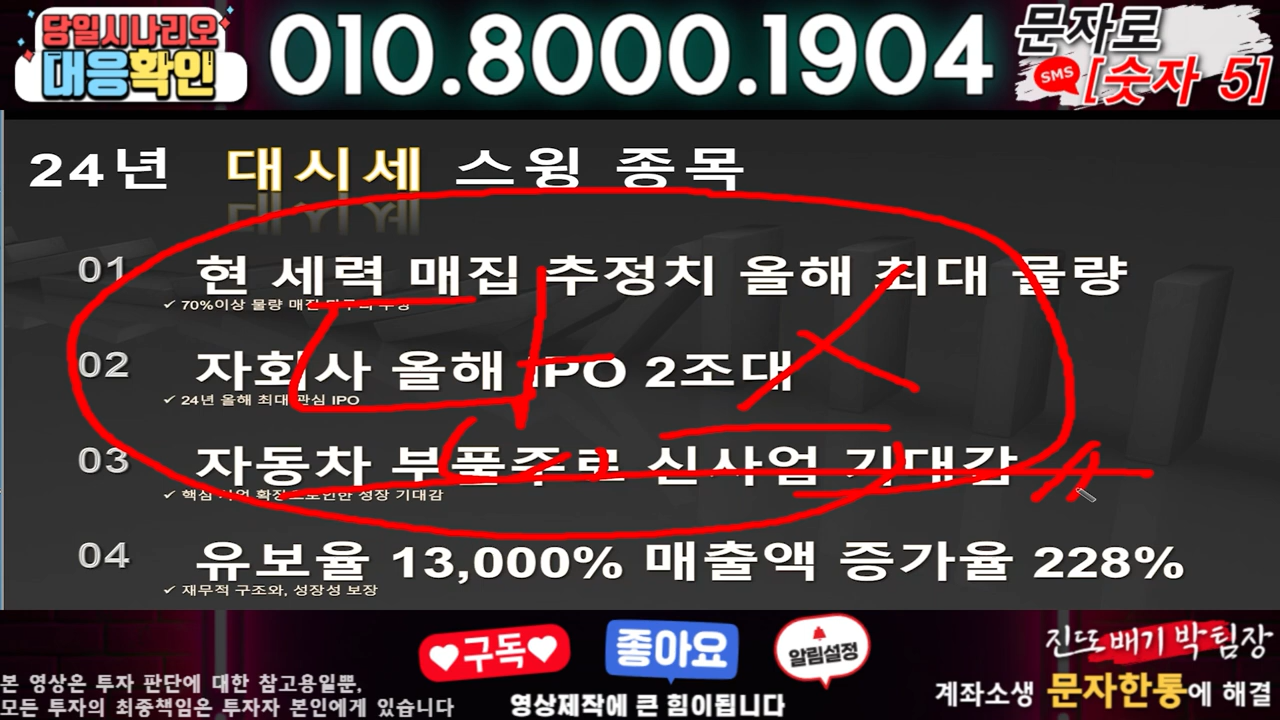 당일시나리오
대응확인
010.8000.1904
문자로
SMS
[숫자 5]
24년 대시세 스윙 종목
01 현 세력 매집 추정치 올해 최대 물량
✓ 70%이상 물량 매집
02 자회사 올해 IPO 2조대
✓ 24년 올해 최대 관심 IPO
03 자동차 부품주로 신사업 기대감
✓ 핵심 사업 확장으로인한 성장 기대감
04 유보율 13,000% 매출액 증가율 228%
✓ 재무적 구조와, 성장성 보장
구독
좋아요
알림설정
영상제작에 큰 힘이됩니다
본 영상은 투자 판단에 대한 참고용일뿐,
모든 투자의 최종책임은 투자자 본인에게 있습니다
진또배기 박팀장
계좌소생 문자한통에 해결